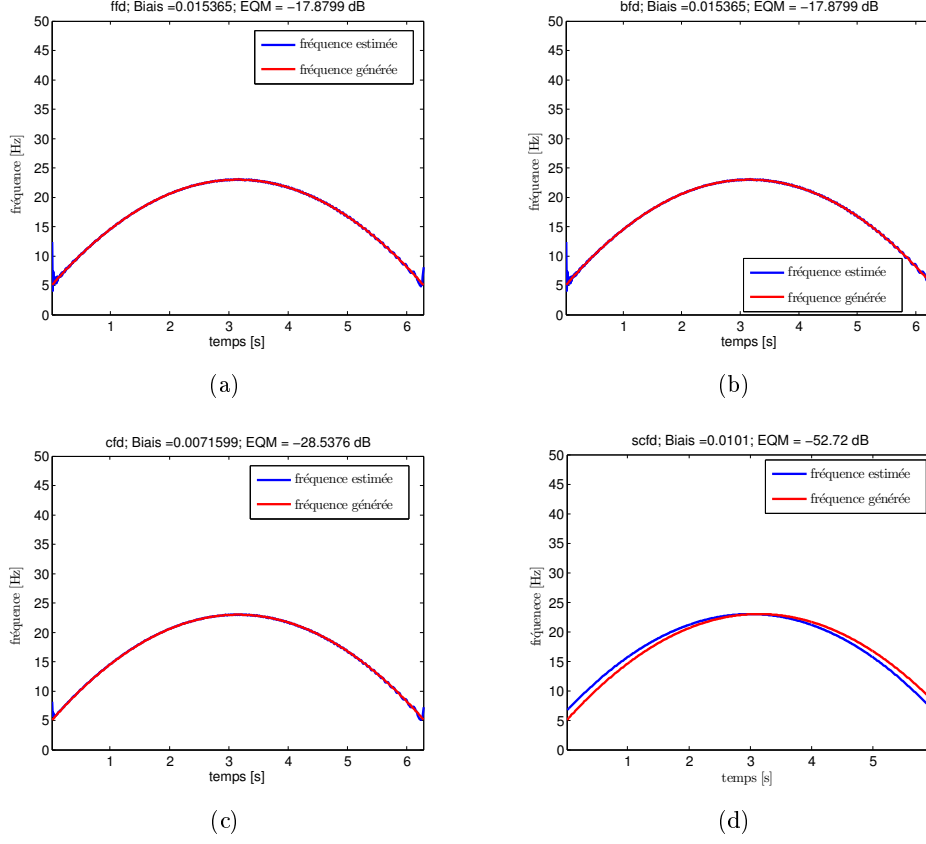 ffd; Biais =0.015365; EQM = −17.8799 dB
fréquence [Hz]
50
45
40
35
30
25
20
15
10
5
0
fréquence estimée
fréquence générée
1 2 3 4 5 6
temps [s]
(a)
bfd; Biais =0.015365; EQM = −17.8799 dB
fréquence [Hz]
50
45
40
35
30
25
20
15
10
5
0
fréquence estimée
fréquence générée
1 2 3 4 5 6
temps [s]
(b)
cfd; Biais =0.0071599; EQM = −28.5376 dB
fréquence [Hz]
50
45
40
35
30
25
20
15
10
5
0
fréquence estimée
fréquence générée
1 2 3 4 5 6
temps [s]
(c)
scfd; Biais =0.0101; EQM = −52.72 dB
fréquenece [Hz]
50
45
40
35
30
25
20
15
10
5
0
fréquence estimée
fréquence générée
1 2 3 4 5
temps [s]
(d)